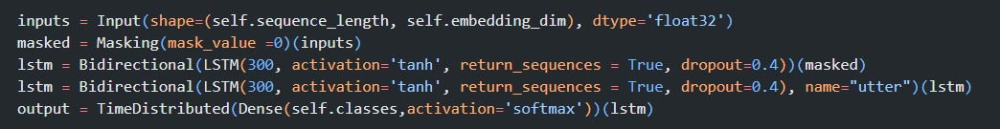 inputs = Input(shape=(self.sequence_length, self.embedding_dim), dtype='float32')
masked = Masking(mask_value =0)(inputs)
lstm = Bidirectional(LSTM(300, activation='tanh', return_sequences = True, dropout=0.4))(masked)
lstm = Bidirectional(LSTM(300, activation='tanh', return_sequences = True, dropout=0.4), name="utter")(lstm)
output = TimeDistributed(Dense(self.classes,activation='softmax'))(lstm)